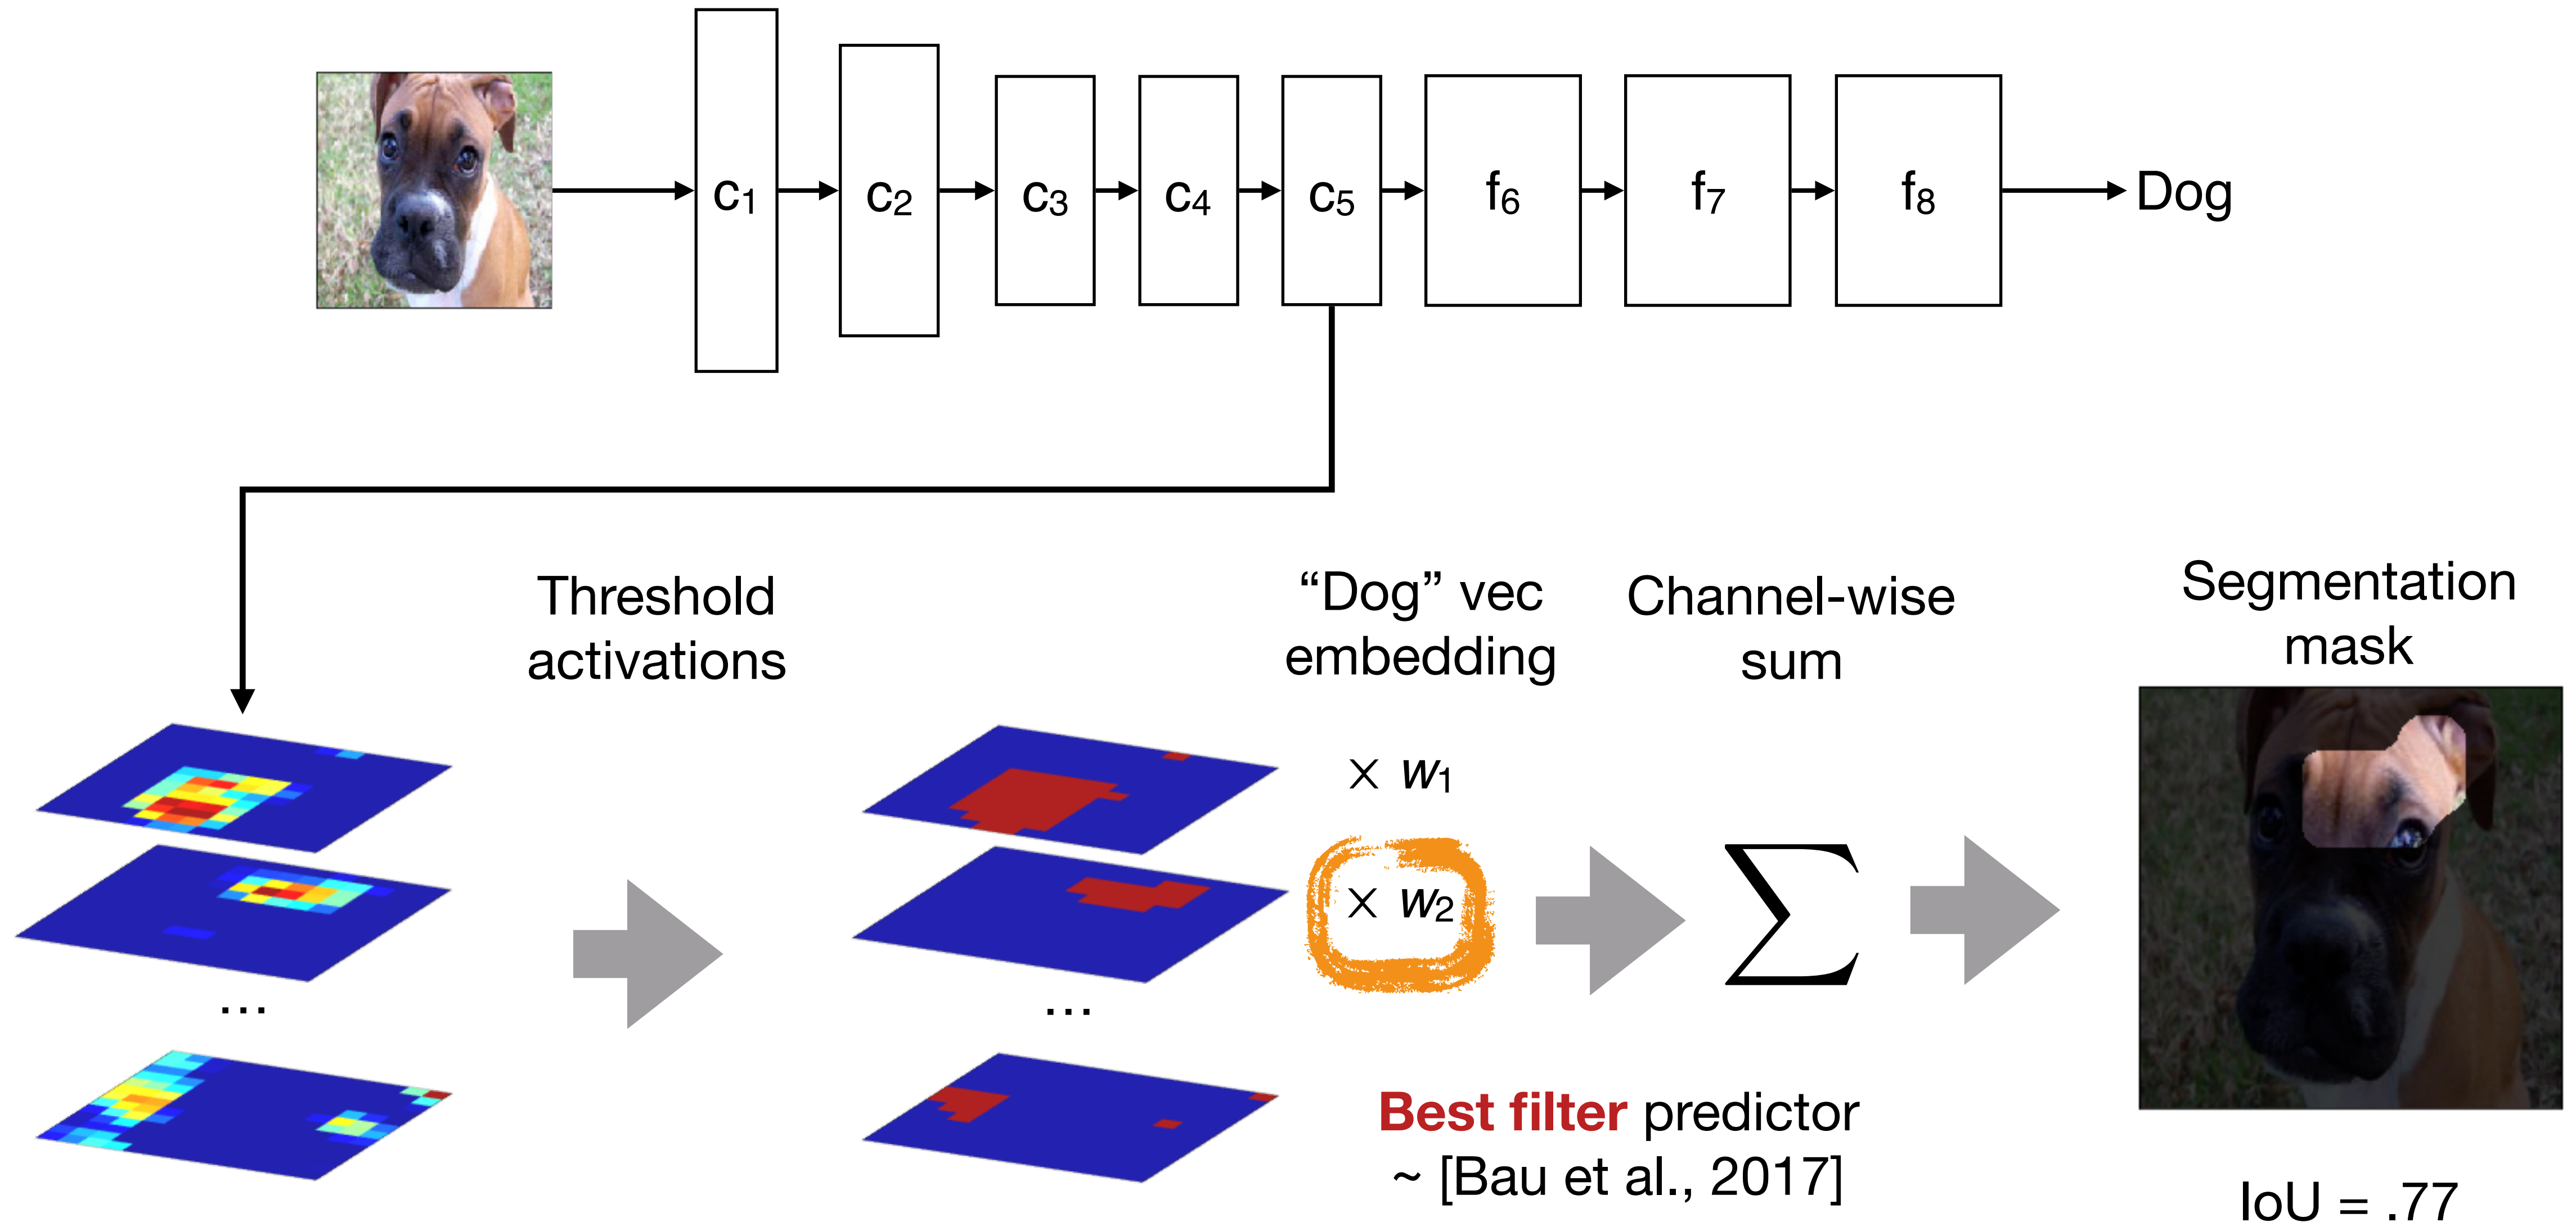 c1
c2
c3
c4
c5
f6
f7
f8
Dog
Threshold
activations
“Dog” vec
embedding
Channel-wise
sum
Segmentation
mask
× w1
× w2
...
...
Best filter predictor
~ [Bau et al., 2017]
IoU = .77